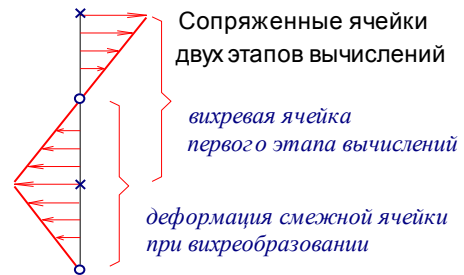 Сопряженные ячейки
двух этапов вычислений
вихревая ячейка
первого этапа вычислений
деформация смежной ячейки
при вихреобразовании